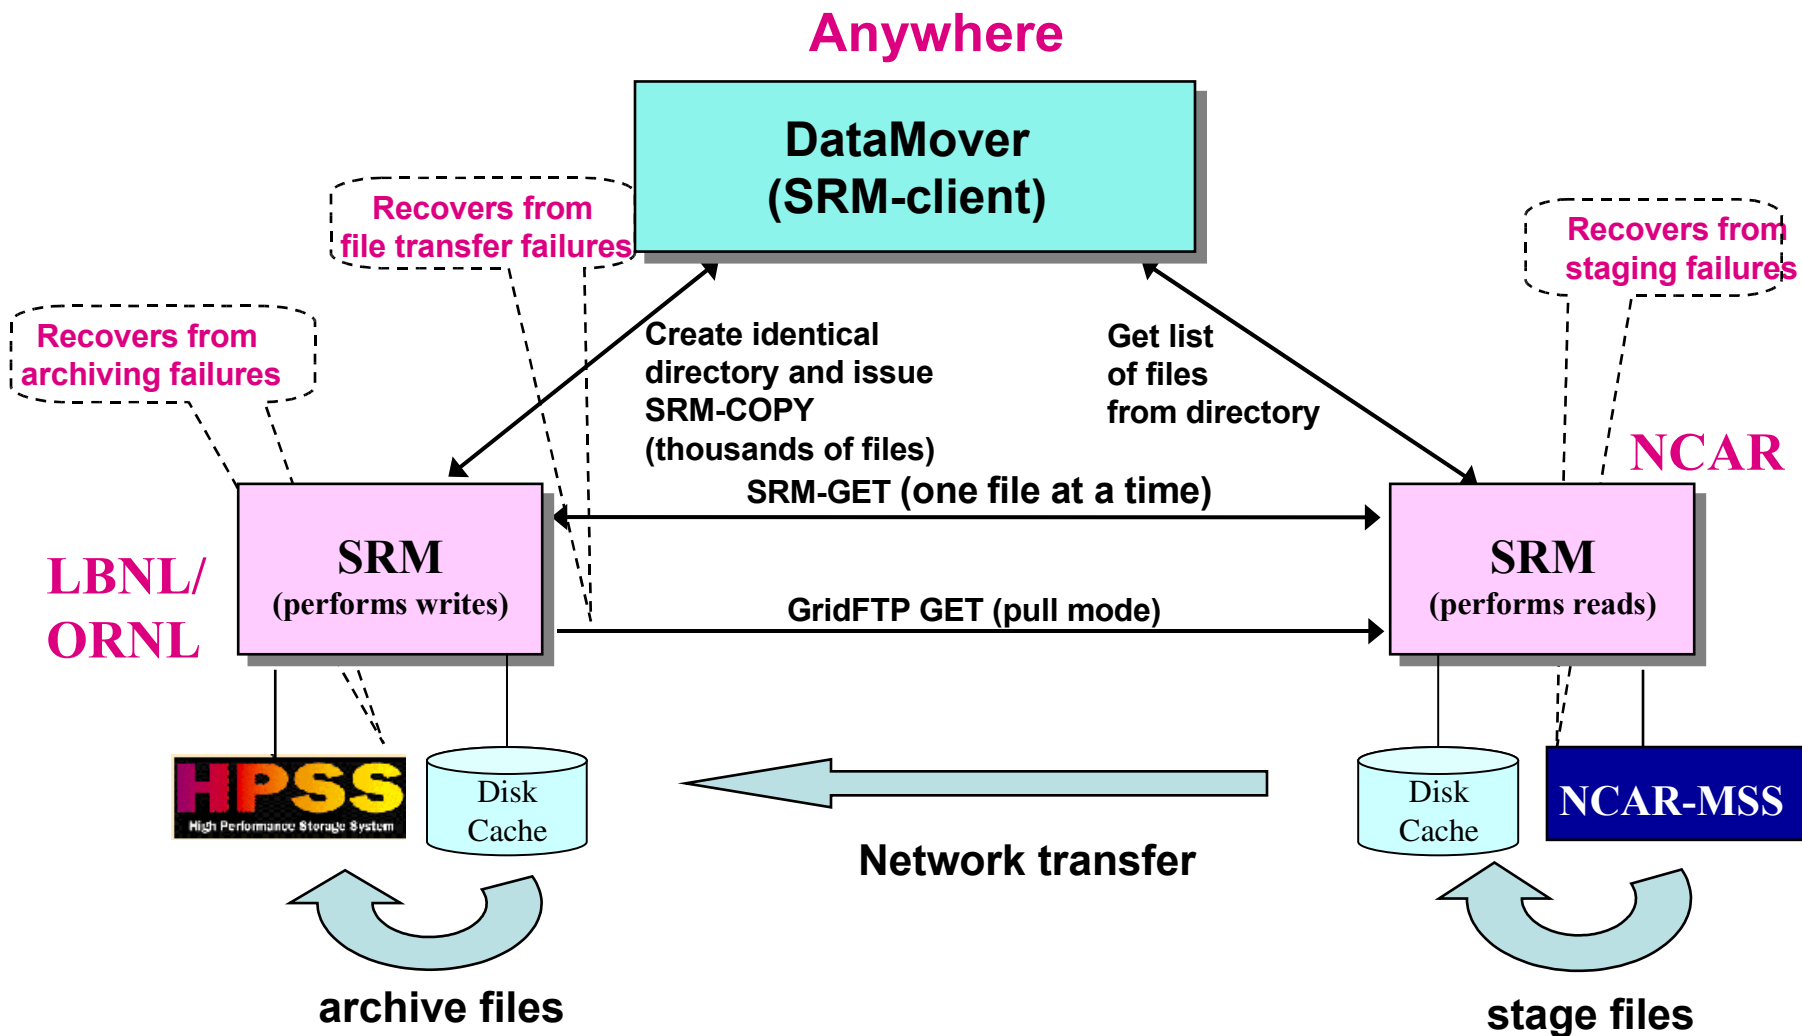 Anywhere
DataMover
(SRM-client)
Recovers from
file transfer failures
Recovers from
staging failures
Recovers from
archiving failures
Create identical
directory and issue
SRM-COPY
(thousands of files)
Get list
of files
from directory
NCAR
SRM-GET (one file at a time)
LBNL/
ORNL
SRM
(performs writes)
SRM
(performs reads)
GridFTP GET (pull mode)
HPSS
High Performance Storage System
Disk
Cache
Disk
Cache
NCAR-MSS
Network transfer
archive files
stage files